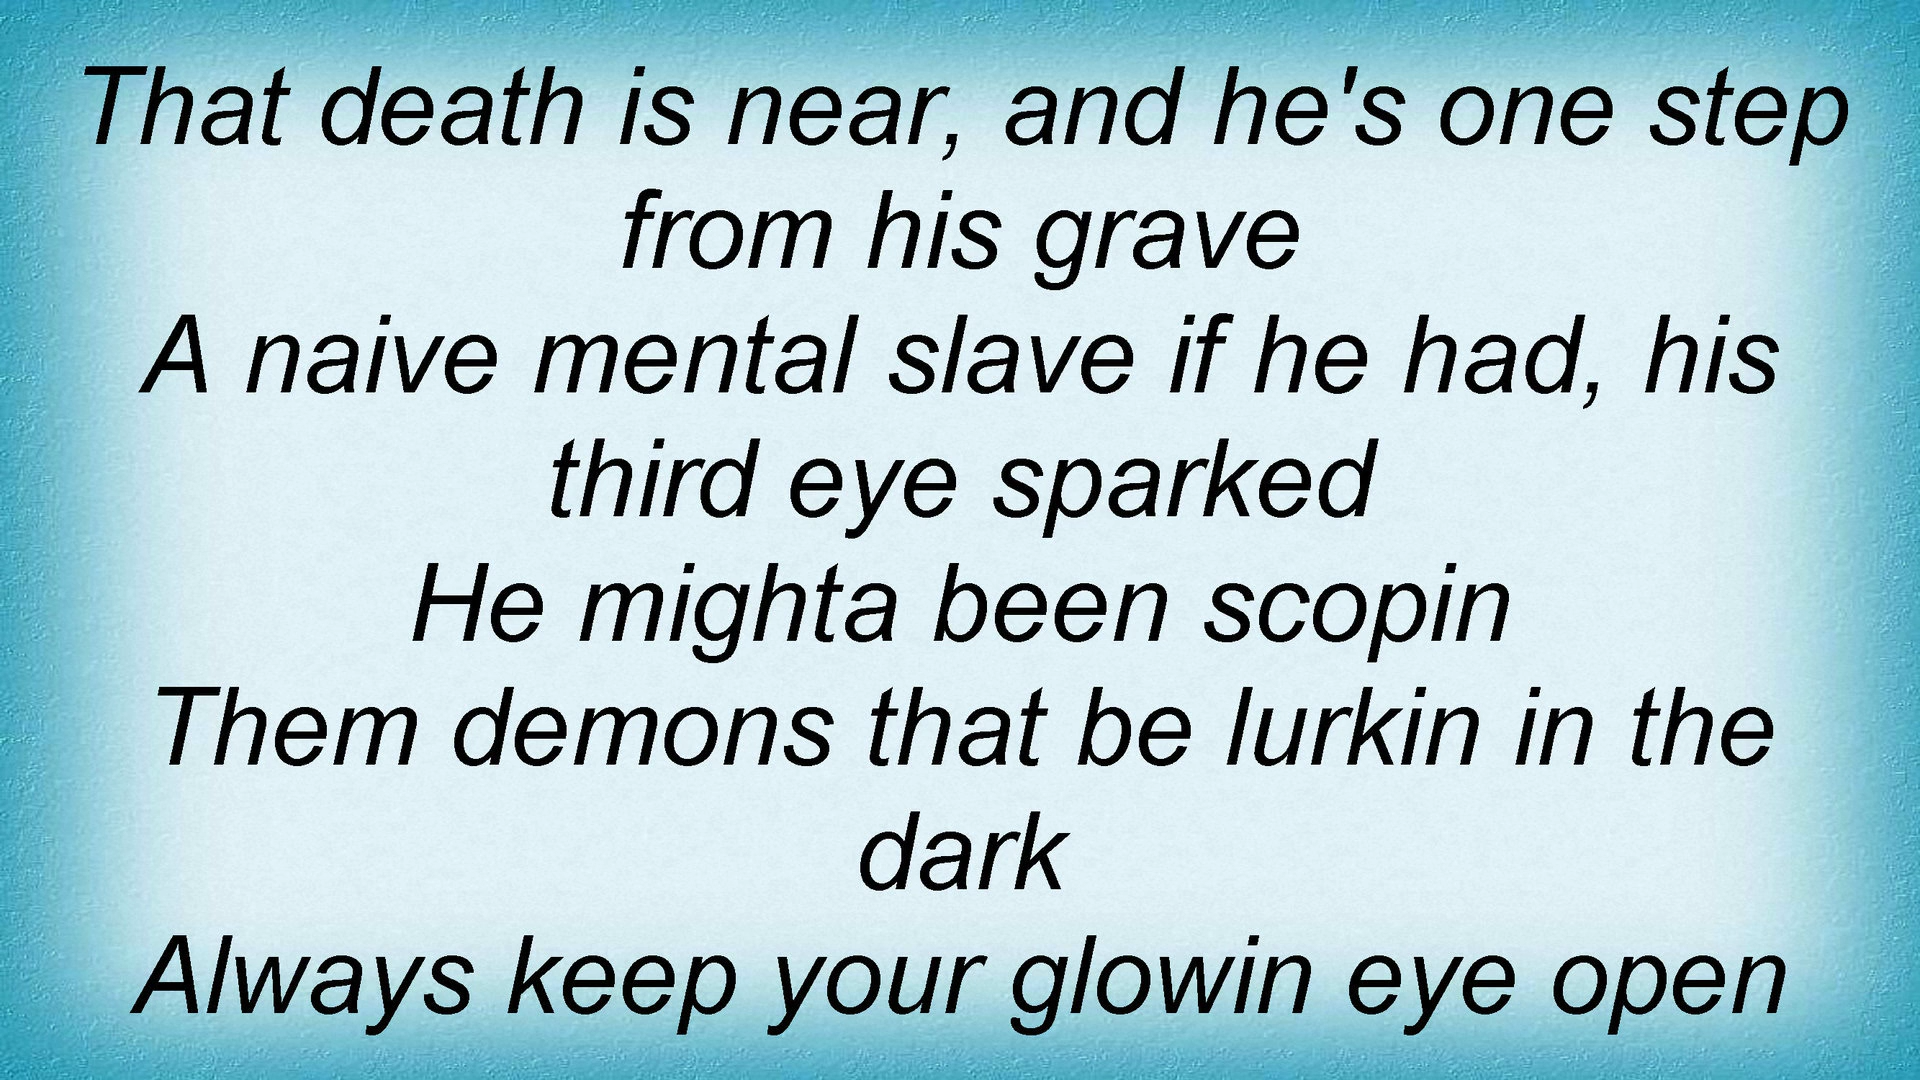 That death is near, and he's one step
from his grave
A naive mental slave if he had, his
third eye sparked
He mighta been scopin
Them demons that be lurkin in the
dark
Always keep your glowin eye open